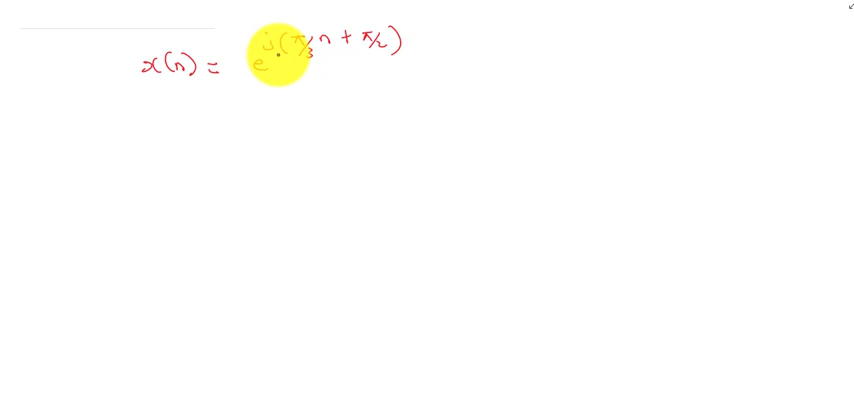 x(n) = e^{j(π/3 n + π/2)}